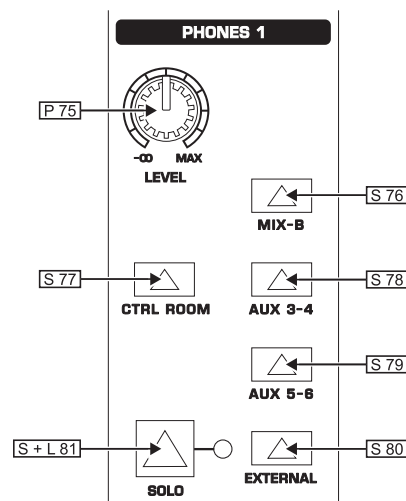 PHONES 1
P 75
-∞ MAX
LEVEL
S 76
MIX-B
S 77
S 78
CTRL ROOM AUX 3-4
S 79
AUX 5-6
S + L 81
S 80
SOLO
EXTERNAL